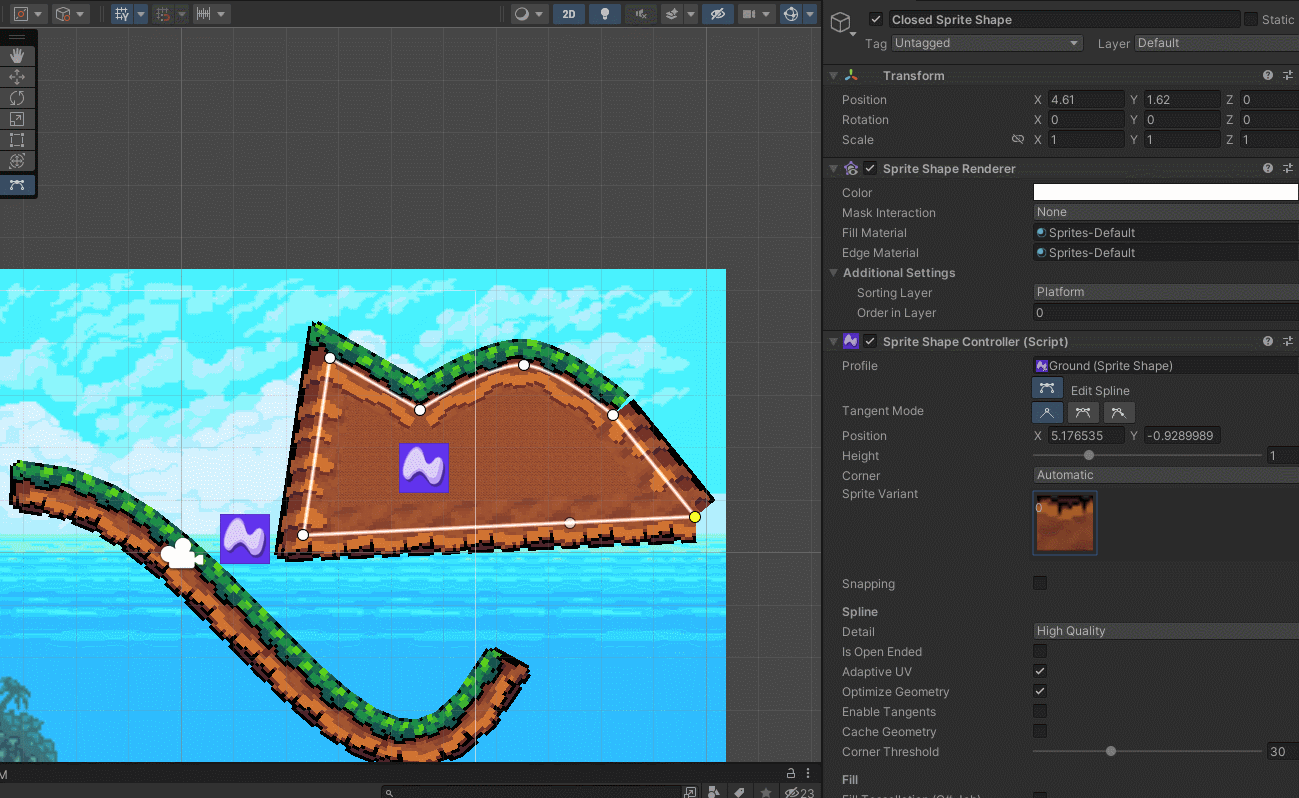 2D
Closed Sprite Shape
Static
Tag Untagged Layer Default
Transform
Position X 4.61 Y 1.62 Z 0
Rotation X 0 Y 0 Z 0
Scale X 1 Y 1 Z 1
Sprite Shape Renderer
Color
Mask Interaction None
Fill Material Sprites-Default
Edge Material Sprites-Default
Additional Settings
Sorting Layer Platform
Order in Layer 0
Sprite Shape Controller (Script)
Profile Ground (Sprite Shape)
Edit Spline
Tangent Mode
Position X 5.176535 Y -0.9289989
Height 1
Corner Automatic
Sprite Variant
0
Snapping
Spline
Detail High Quality
Is Open Ended
Adaptive UV
Optimize Geometry
Enable Tangents
Cache Geometry
Corner Threshold 30
Fill
M
23